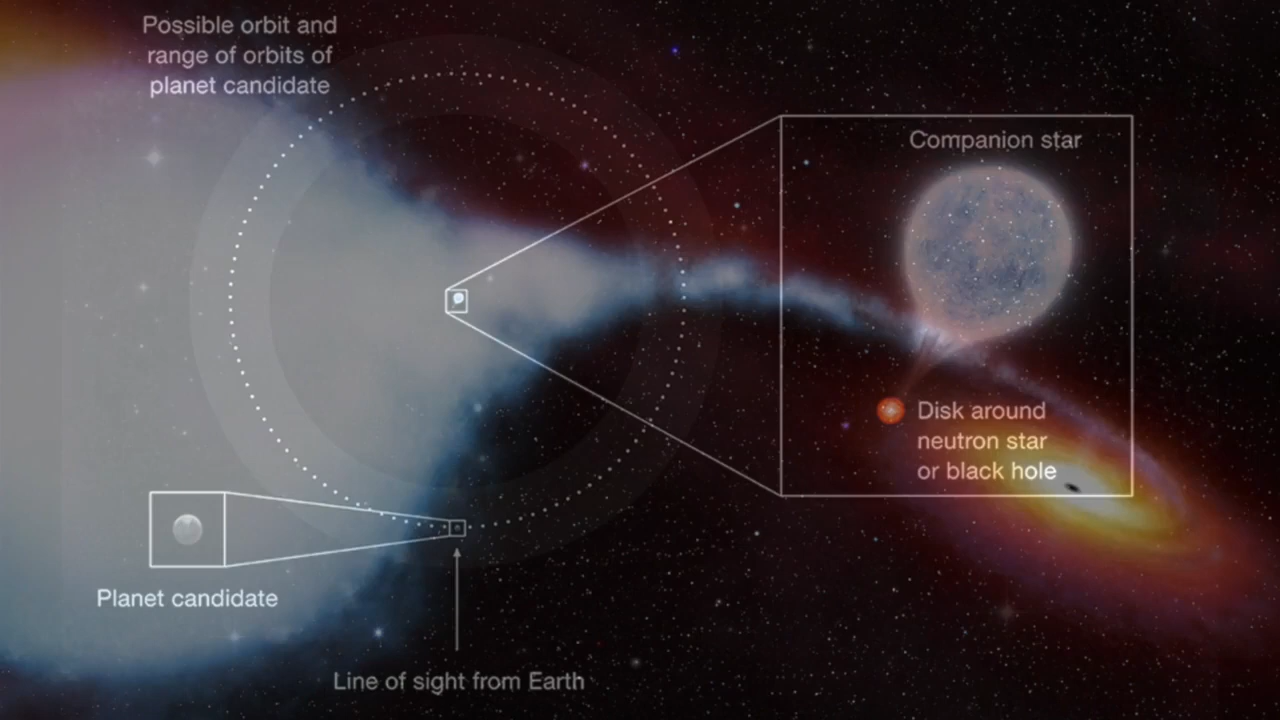 Possible orbit and
range of orbits of
planet candidate
Companion star
Disk around
neutron star
or black hole
Planet candidate
Line of sight from Earth